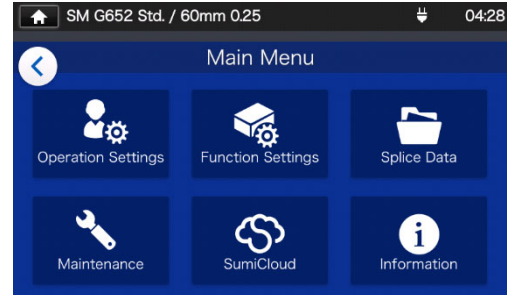 SM G652 Std. / 60mm 0.25 04:28
Main Menu
Operation Settings Function Settings Splice Data
Maintenance SumiCloud Information